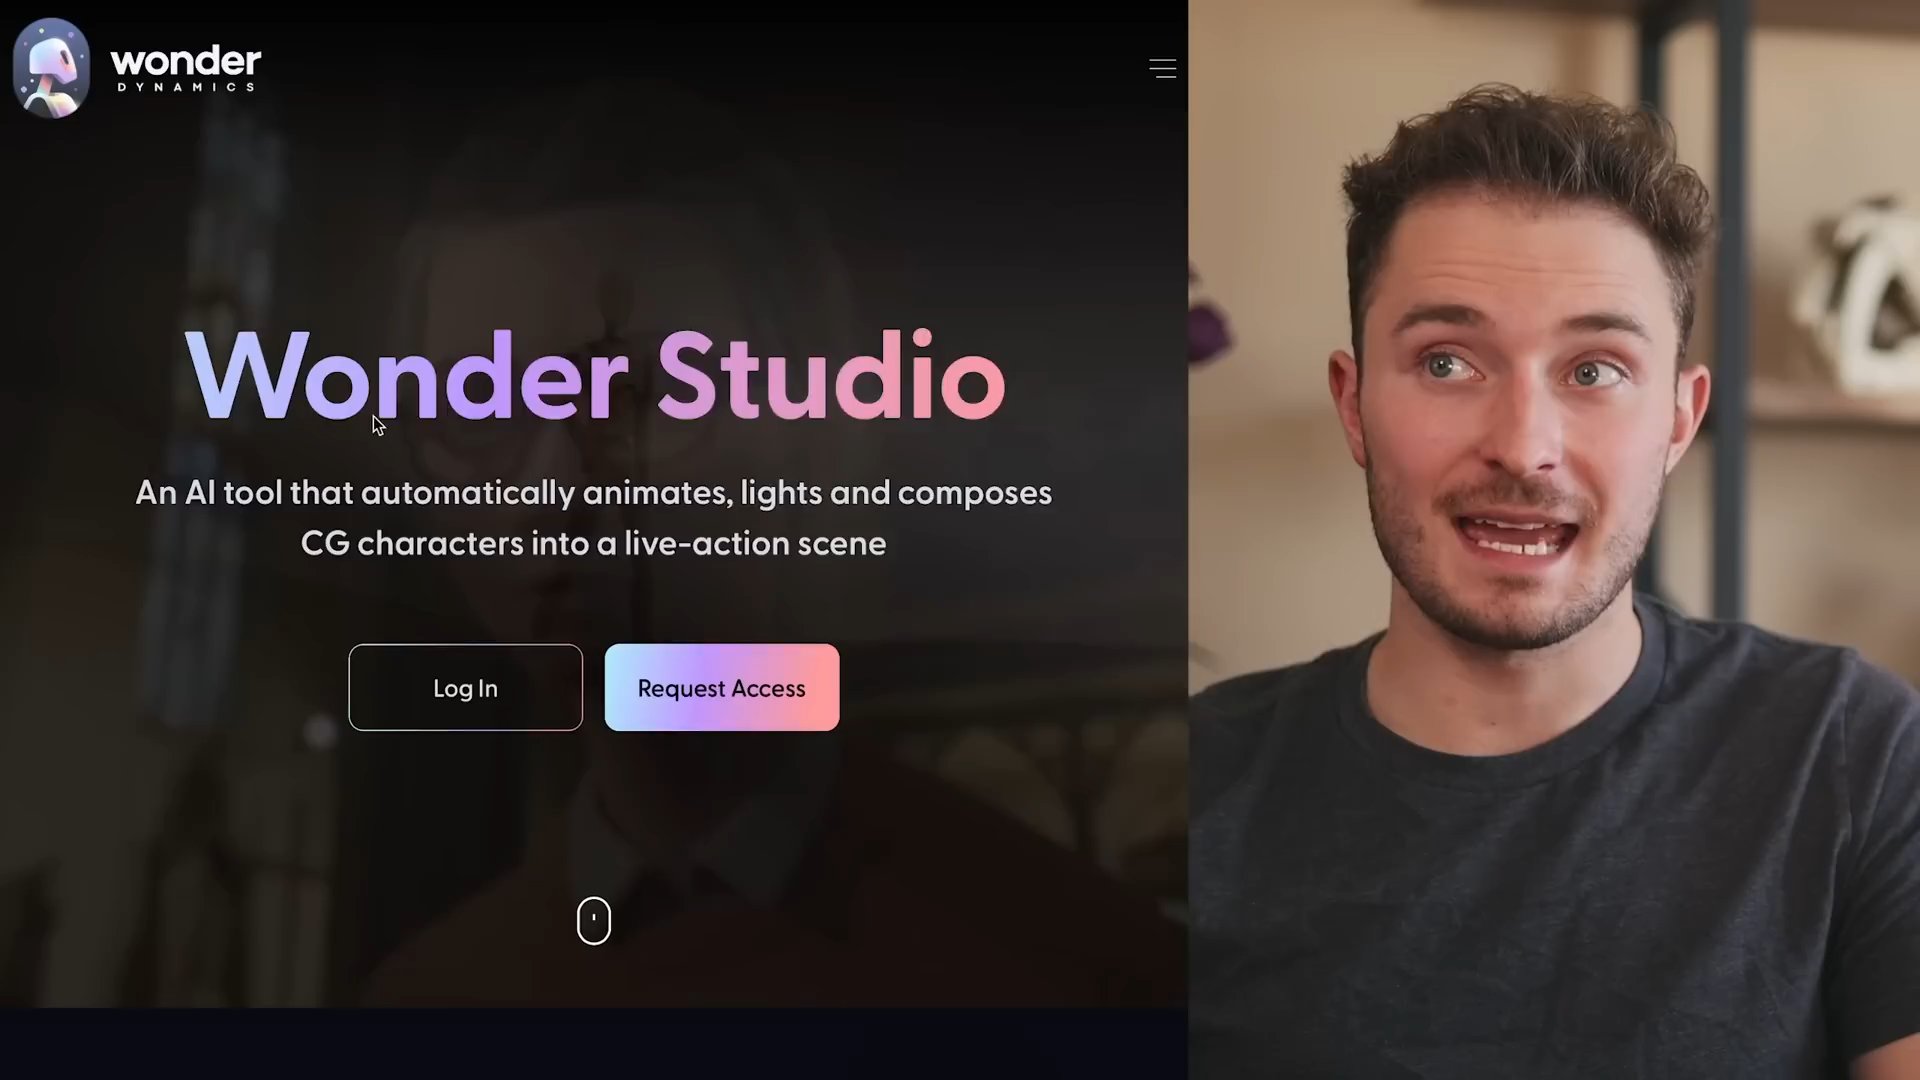 wonder
DYNAMICS
Wonder Studio
An AI tool that automatically animates, lights and composes
CG characters into a live-action scene
Log In
Request Access